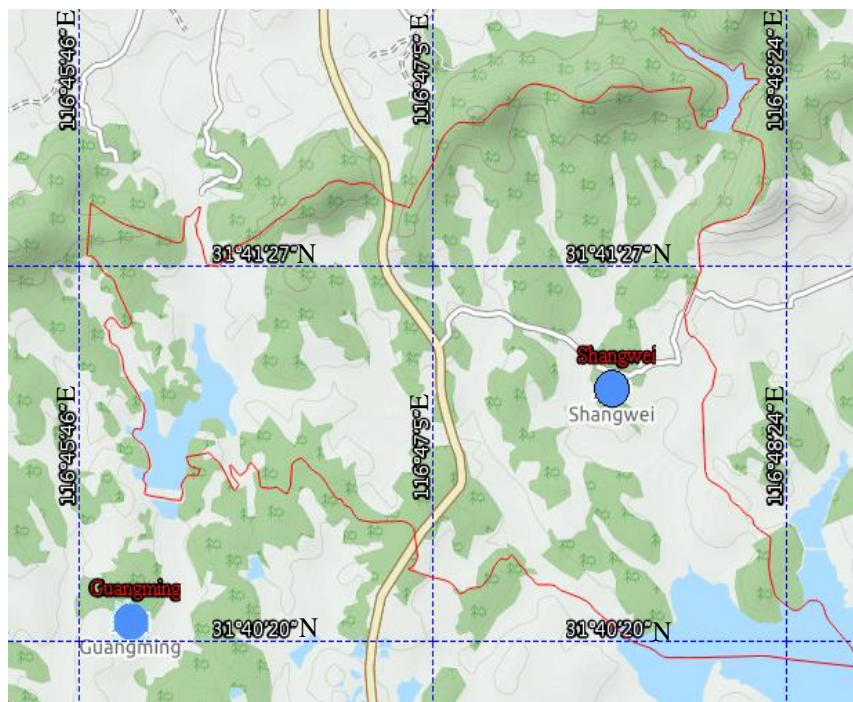 116°45′46″E
116°47′5″E
116°48′24″E
31°41′27″N
31°41′27″N
Shangwei
Shangwei
116°45′46″E
116°47′5″E
116°48′24″E
Guangming
Guangming
31°40′20″N
31°40′20″N